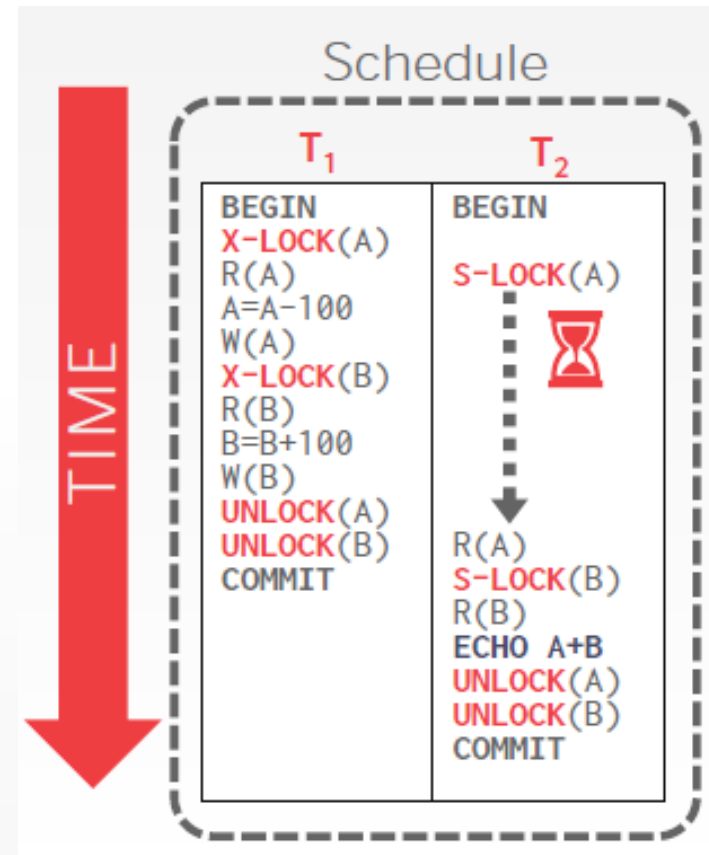 Schedule
TIME
T1
BEGIN
X-LOCK(A)
R(A)
A=A-100
W(A)
X-LOCK(B)
R(B)
B=B+100
W(B)
UNLOCK(A)
UNLOCK(B)
COMMIT
T2
BEGIN
S-LOCK(A)
R(A)
S-LOCK(B)
R(B)
ECHO A+B
UNLOCK(A)
UNLOCK(B)
COMMIT